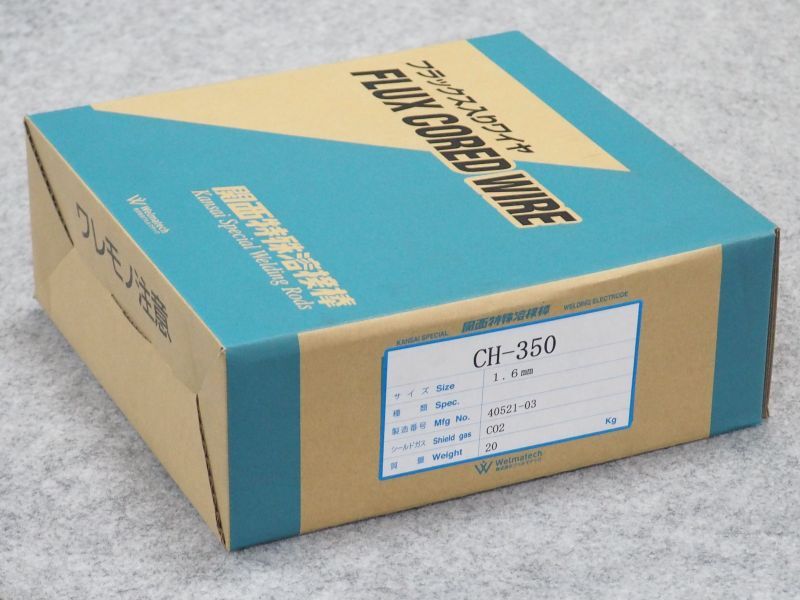 フラックス入りワイヤ
FLUX CORED WIRE
関西特殊溶接棒
Kansai Special Welding Rods
Welmatech
ワレモノ注意
KANSAI SPECIAL 関西特殊溶接棒 WELDING ELECTRODE
CH-350
サイズ Size 1.6mm
種類 Spec.
製造番号 Mfg No. 40521-03
シールドガス Shield gas CO2
質量 Weight 20 Kg
Welmatech